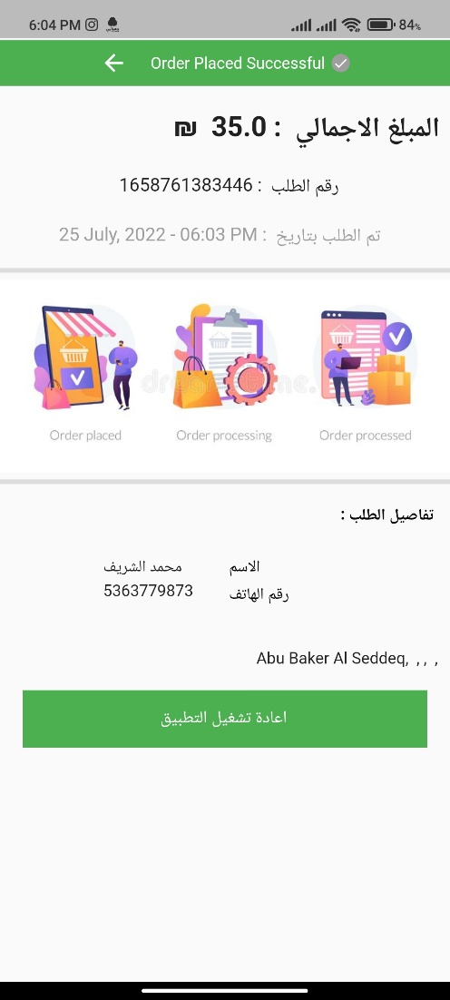 6:04 PM 84%
Order Placed Successful
المبلغ الاجمالي : 35.0 ₪
رقم الطلب : 1658761383446
تم الطلب بتاريخ : 25 July, 2022 - 06:03 PM
dreamstime.
Order placed Order processing Order processed
تفاصيل الطلب :
الاسم محمد الشريف
رقم الهاتف 5363779873
Abu Baker Al Seddeq, , , ,
اعادة تشغيل التطبيق